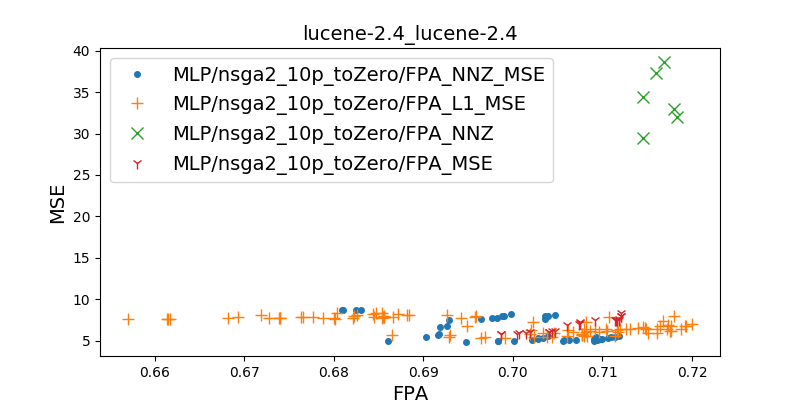 lucene-2.4_lucene-2.4
MLP/nsga2_10p_toZero/FPA_NNZ_MSE
MLP/nsga2_10p_toZero/FPA_L1_MSE
MLP/nsga2_10p_toZero/FPA_NNZ
MLP/nsga2_10p_toZero/FPA_MSE
MSE
40
35
30
25
20
15
10
5
0.66 0.67 0.68 0.69 0.70 0.71 0.72
FPA